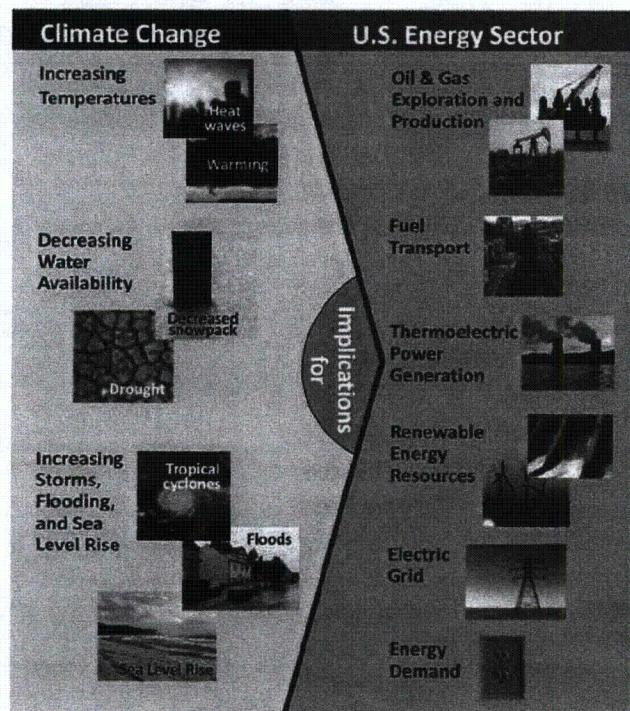 Climate Change
Increasing
Temperatures
Heat
waves
Warming
Decreasing
Water
Availability
Decreased
snowpack
Drought
Increasing
Storms,
Flooding,
and Sea
Level Rise
Tropical
cyclones
Floods
Sea Level Rise
Implications
for
U.S. Energy Sector
Oil & Gas
Exploration and
Production
Fuel
Transport
Thermoelectric
Power
Generation
Renewable
Energy
Resources
Electric
Grid
Energy
Demand